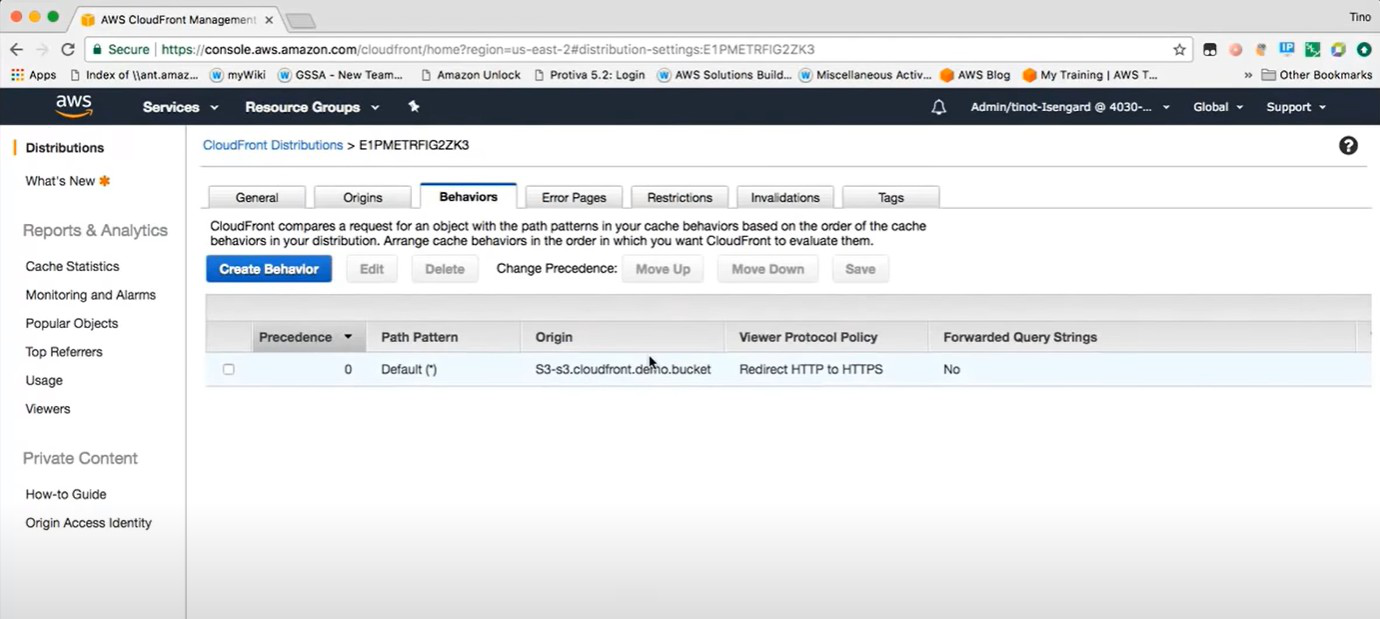 AWS CloudFront Management
Tino
Secure https://console.aws.amazon.com/cloudfront/home?region=us-east-2#distribution-settings:E1PMETRFIG2ZK3
Apps Index of \\ant.amaz... myWiki GSSA - New Team... Amazon Unlock Protiva 5.2: Login AWS Solutions Build... Miscellaneous Activ... AWS Blog My Training | AWS T... » Other Bookmarks
aws Services Resource Groups Admin/tinot-Isengard @ 4030-... Global Support
Distributions
What's New
Reports & Analytics
Cache Statistics
Monitoring and Alarms
Popular Objects
Top Referrers
Usage
Viewers
Private Content
How-to Guide
Origin Access Identity
CloudFront Distributions > E1PMETRFIG2ZK3
?
General Origins Behaviors Error Pages Restrictions Invalidations Tags
CloudFront compares a request for an object with the path patterns in your cache behaviors based on the order of the cache
behaviors in your distribution. Arrange cache behaviors in the order in which you want CloudFront to evaluate them.
Create Behavior Edit Delete Change Precedence: Move Up Move Down Save
Precedence Path Pattern Origin Viewer Protocol Policy Forwarded Query Strings
0 Default (*) S3-s3.cloudfront.demo.bucket Redirect HTTP to HTTPS No